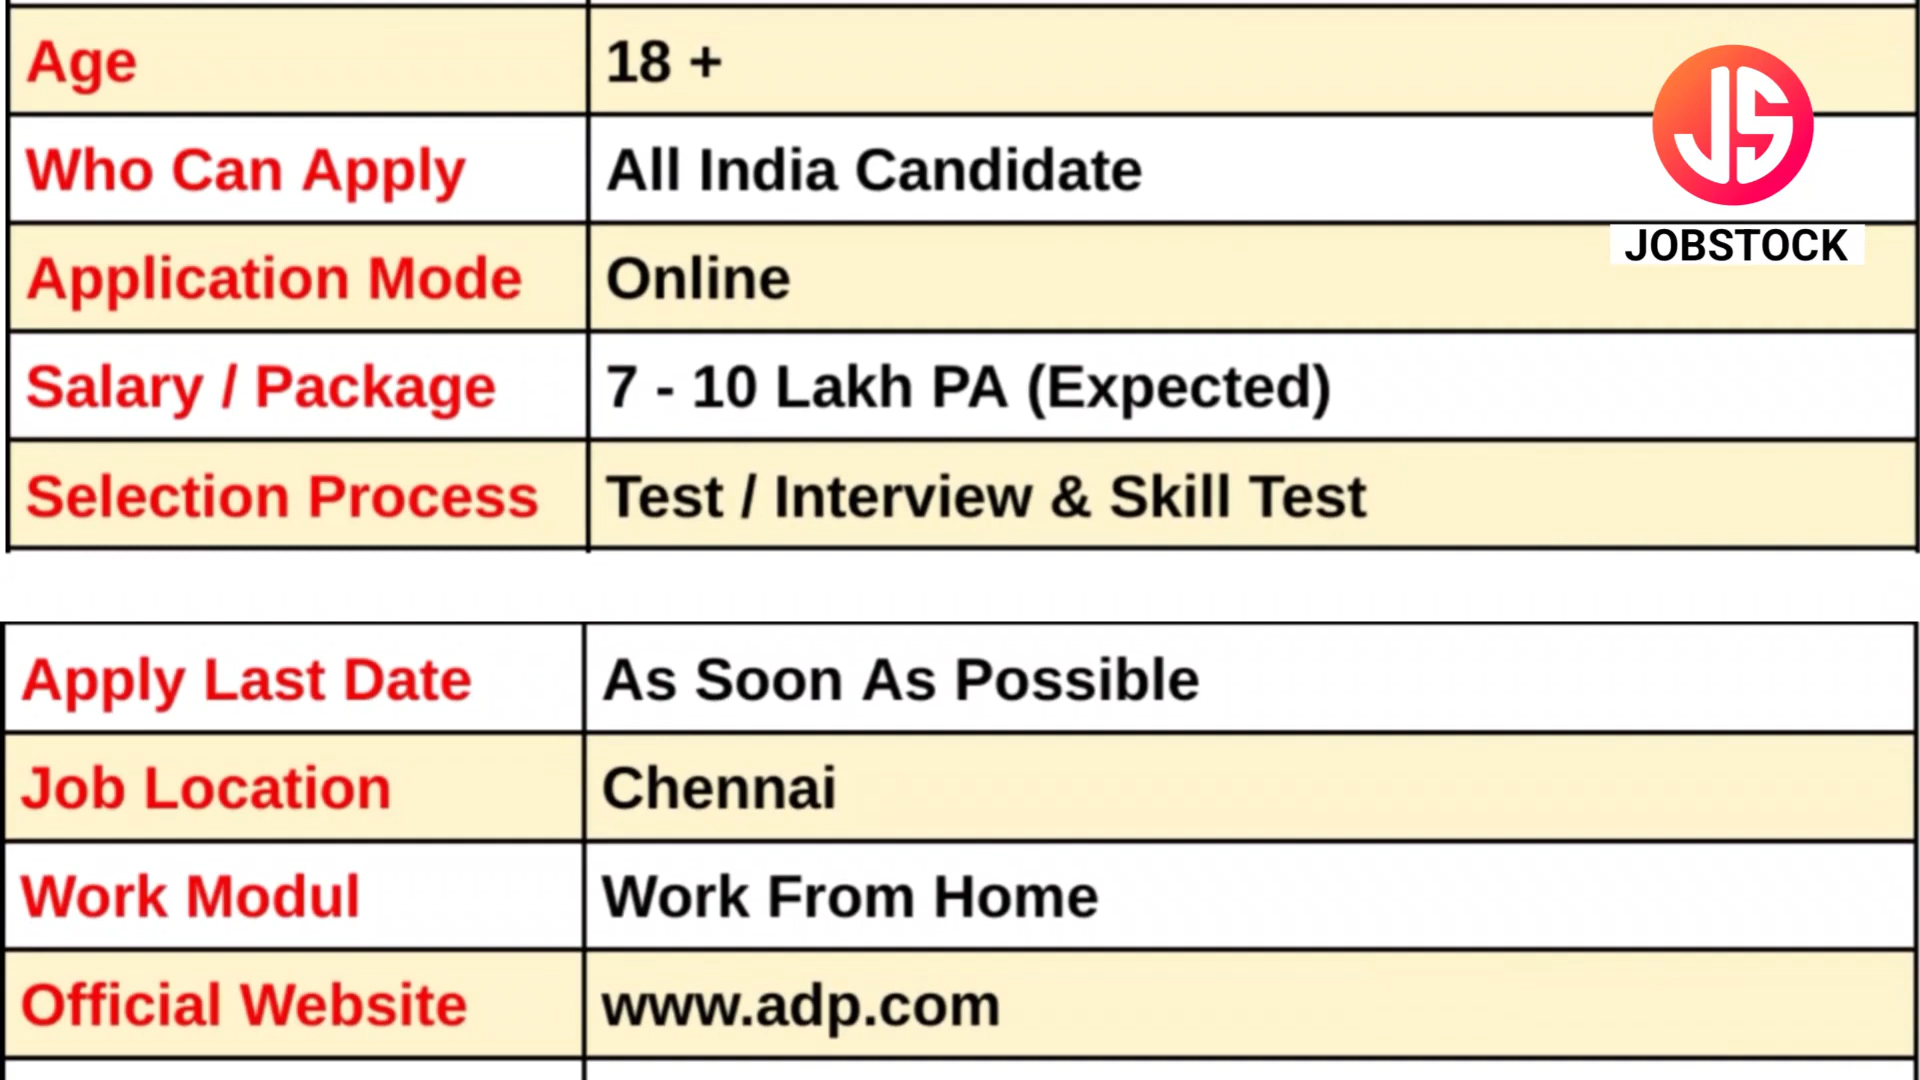 Age 18 +
Who Can Apply All India Candidate
Application Mode Online
Salary / Package 7 - 10 Lakh PA (Expected)
Selection Process Test / Interview & Skill Test
JS
JOBSTOCK
Apply Last Date As Soon As Possible
Job Location Chennai
Work Modul Work From Home
Official Website www.adp.com